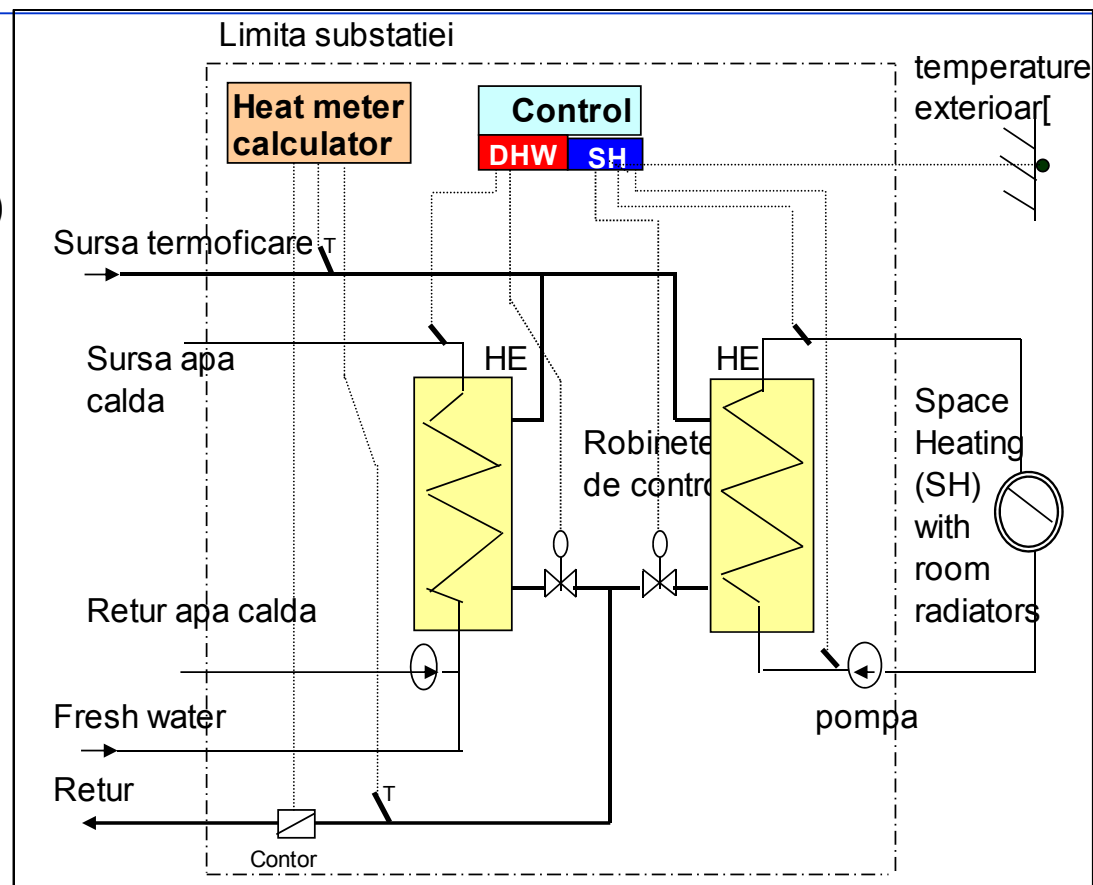 Limita substatiei
temperature
exterioar[
Heat meter
calculator
Control
DHW
SH
)
Sursa termoficare
T
Sursa apa
calda
HE
HE
Robinete
de contro
Space
Heating
(SH)
with
room
radiators
Retur apa calda
Fresh water
pompa
Retur
T
Contor